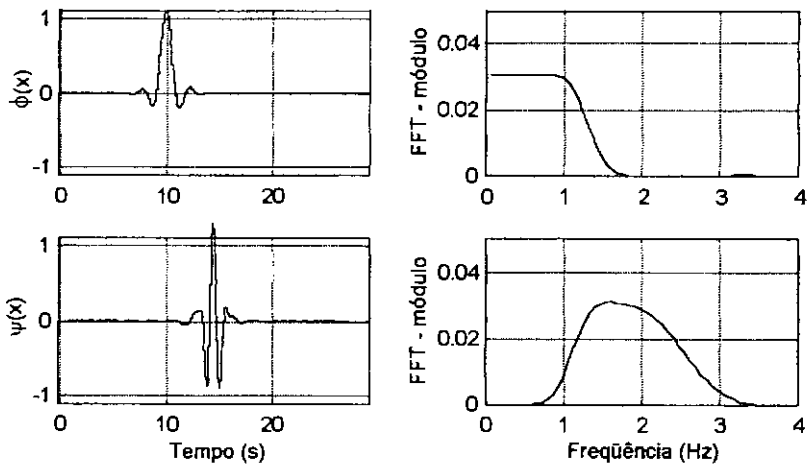 1
0
-1
ϕ(x)
0 10 20
0.04
0.02
0
FFT - módulo
0 1 2 3 4
1
0
-1
ψ(x)
0 10 20
Tempo (s)
0.04
0.02
0
FFT - módulo
0 1 2 3 4
Freqüência (Hz)